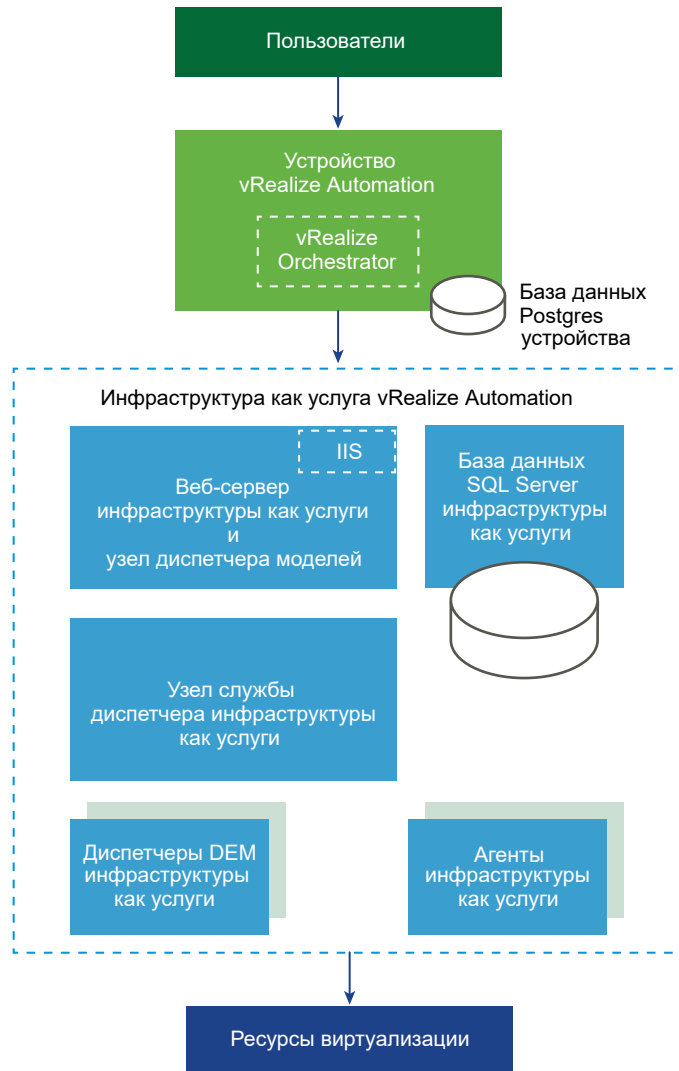 Пользователи
Устройство
vRealize Automation
vRealize
Orchestrator
База данных
Postgres
устройства
Инфраструктура как услуга vRealize Automation
IIS
Веб-сервер
инфраструктуры как услуги
и
узел диспетчера моделей
База данных
SQL Server
инфраструктуры
как услуги
Узел службы
диспетчера инфраструктуры
как услуги
Диспетчеры DEM
инфраструктуры
как услуги
Агенты
инфраструктуры
как услуги
Ресурсы виртуализации